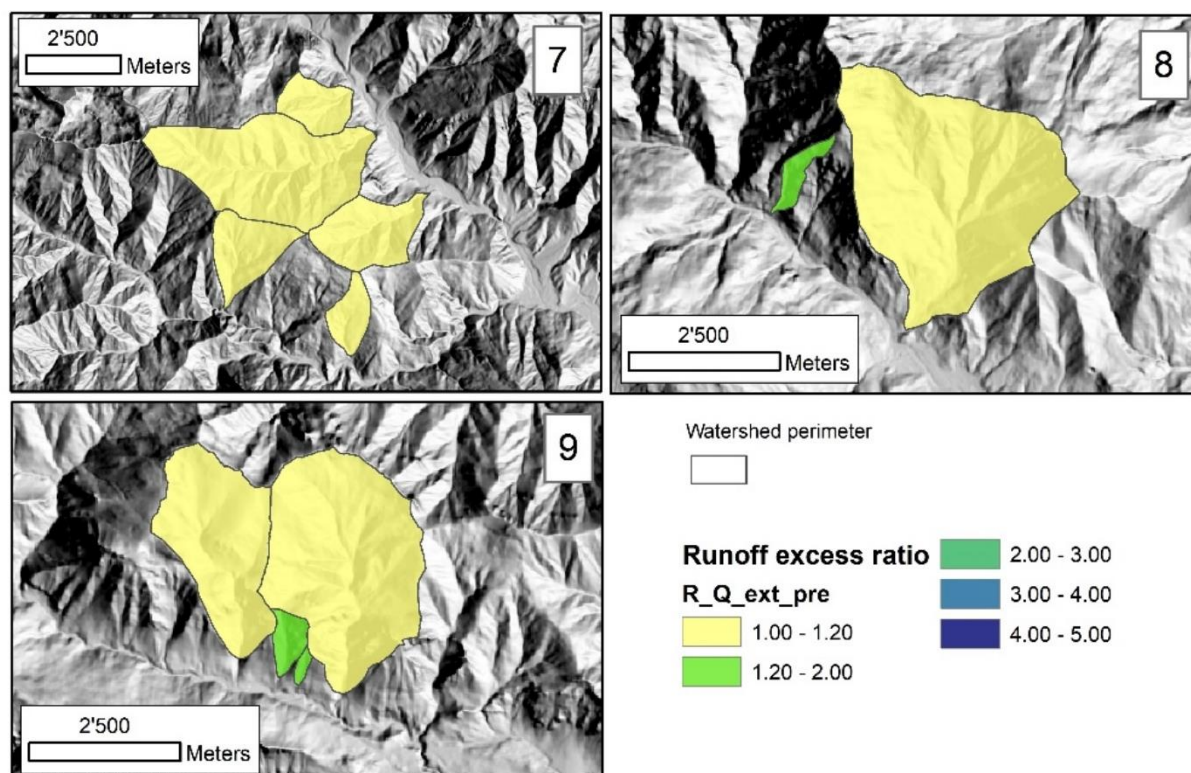 2'500
Meters
7
8
2'500
Meters
9
2'500
Meters
Watershed perimeter
Runoff excess ratio
R_Q_ext_pre
1.00 - 1.20
1.20 - 2.00
2.00 - 3.00
3.00 - 4.00
4.00 - 5.00